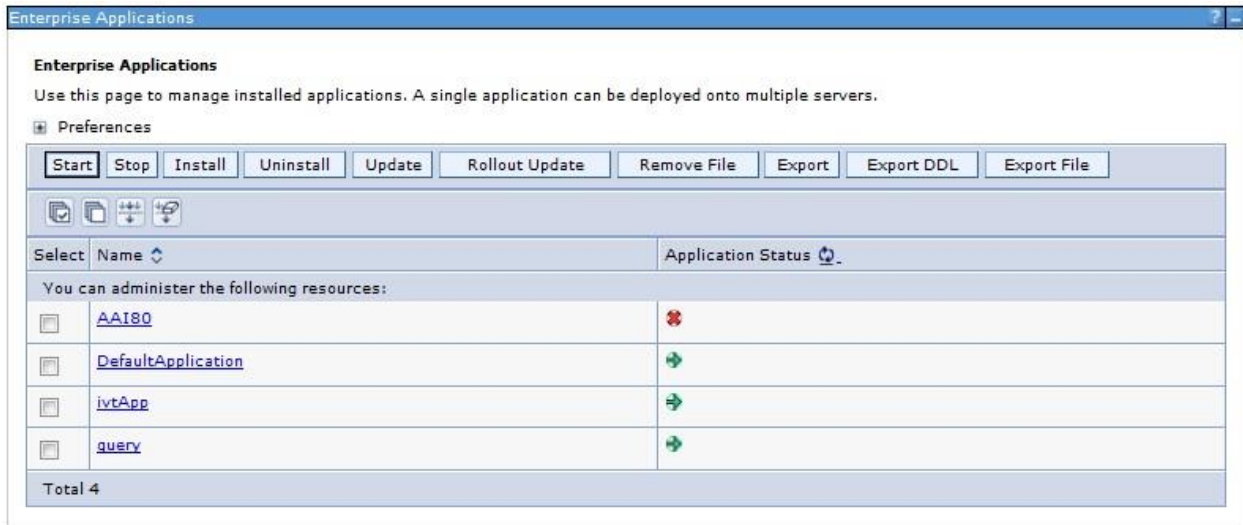 Enterprise Applications ? –
Enterprise Applications
Use this page to manage installed applications. A single application can be deployed onto multiple servers.
+ Preferences
Start Stop Install Uninstall Update Rollout Update Remove File Export Export DDL Export File
Select Name Application Status
You can administer the following resources:
AAI80
DefaultApplication
ivtApp
query
Total 4